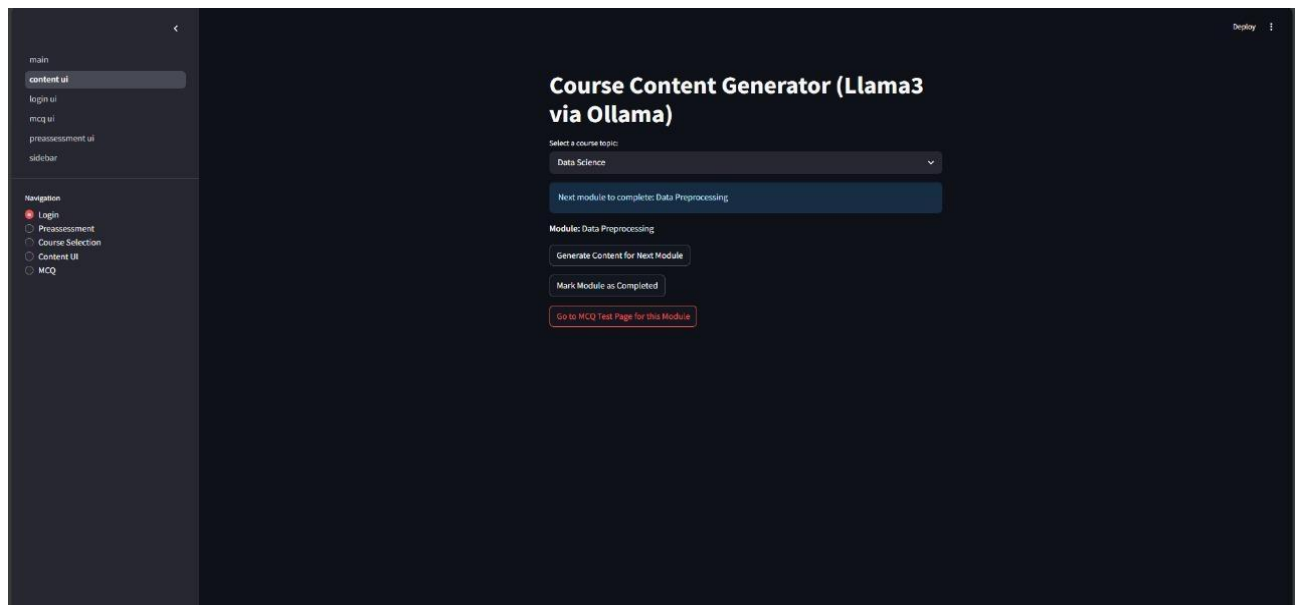 Deploy
main
content ui
login ui
mcq ui
preassessment ui
sidebar
Navigation
Login
Preassessment
Course Selection
Content UI
MCQ
Course Content Generator (Llama3
via Ollama)
Select a course topic:
Data Science
Next module to complete: Data Preprocessing
Module: Data Preprocessing
Generate Content for Next Module
Mark Module as Completed
Go to MCQ Test Page for this Module